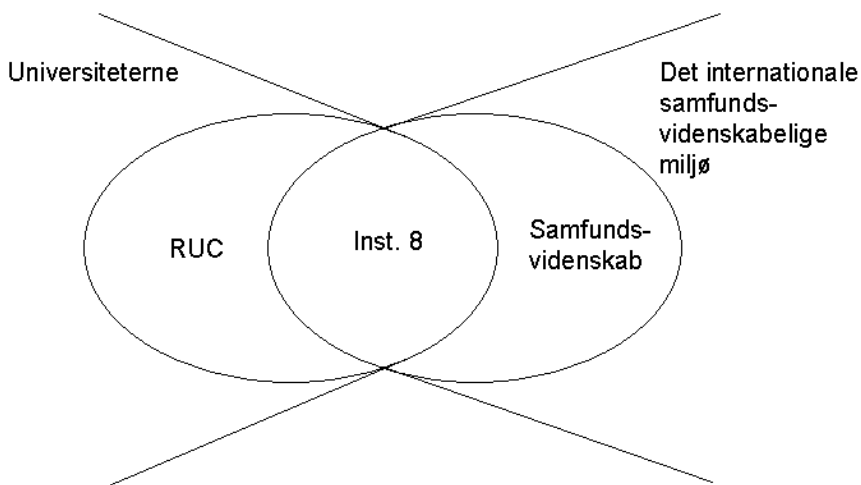 Universiteterne
Det internationale
samfunds-
videnskabelige
miljø
RUC
Inst. 8
Samfunds-
videnskab